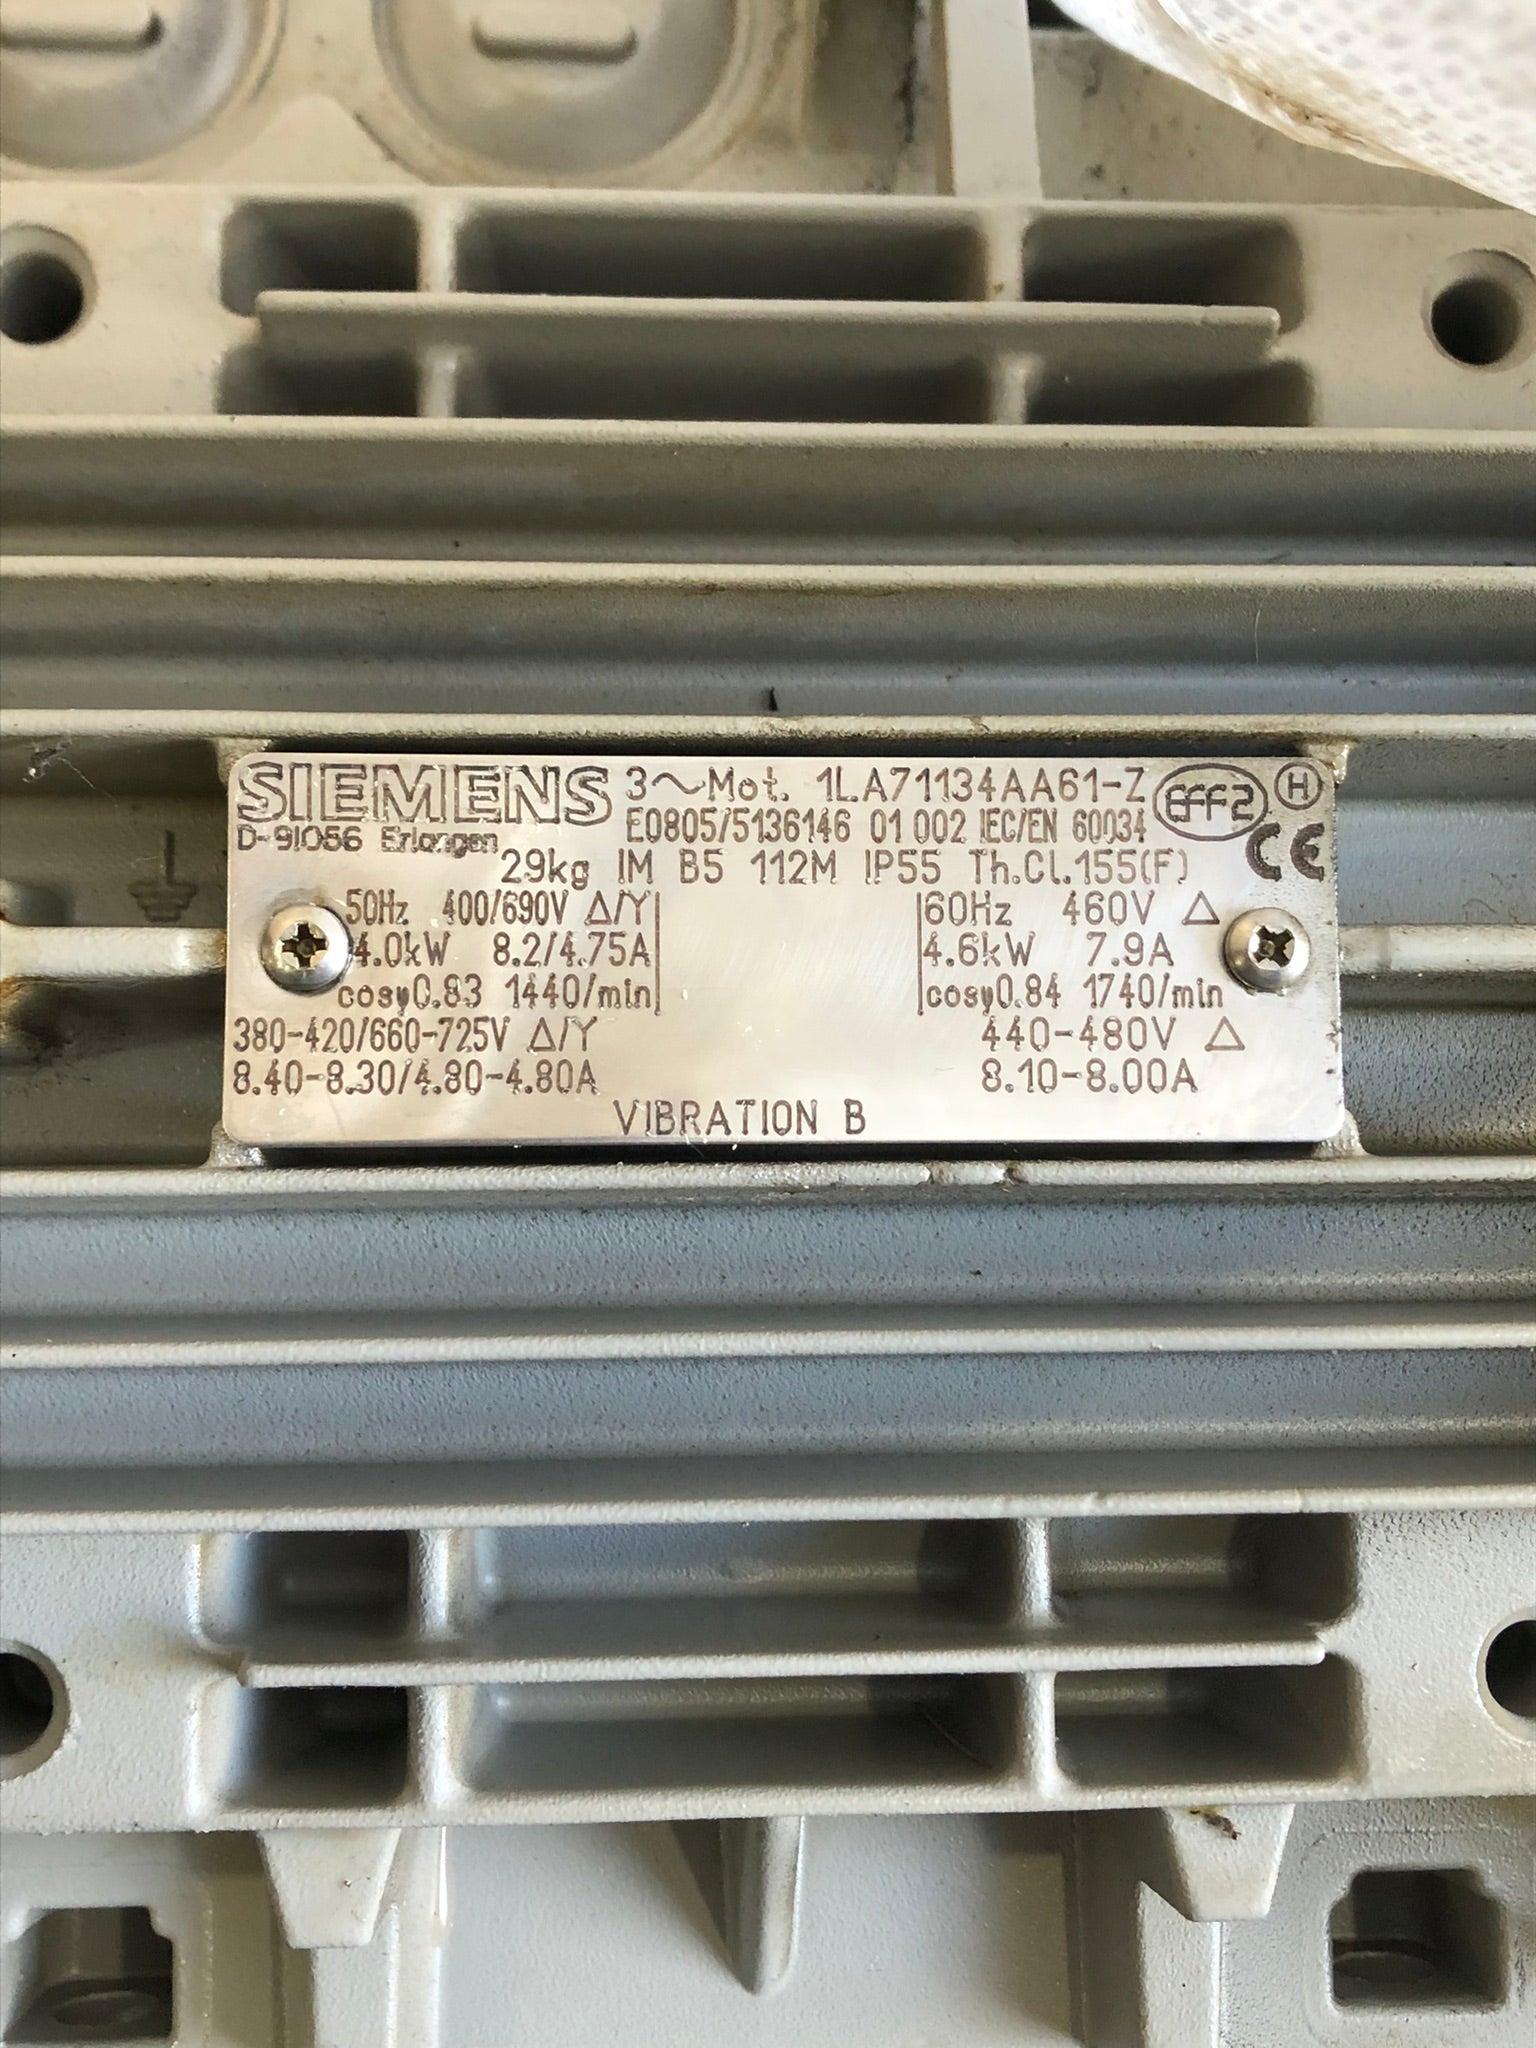 SIEMENS 3~Mot. 1LA71134AA61-Z EFF2 H
D-91056 Erlangen E0805/5136146 01 002 IEC/EN 60034 CE
29kg IM B5 112M IP55 Th.Cl.155(F)
50Hz 400/690V Δ/Y 60Hz 460V Δ
4.0kW 8.2/4.75A 4.6kW 7.9A
cosφ0.83 1440/min cosφ0.84 1740/min
380-420/660-725V Δ/Y 440-480V Δ
8.40-8.30/4.80-4.80A 8.10-8.00A
VIBRATION B